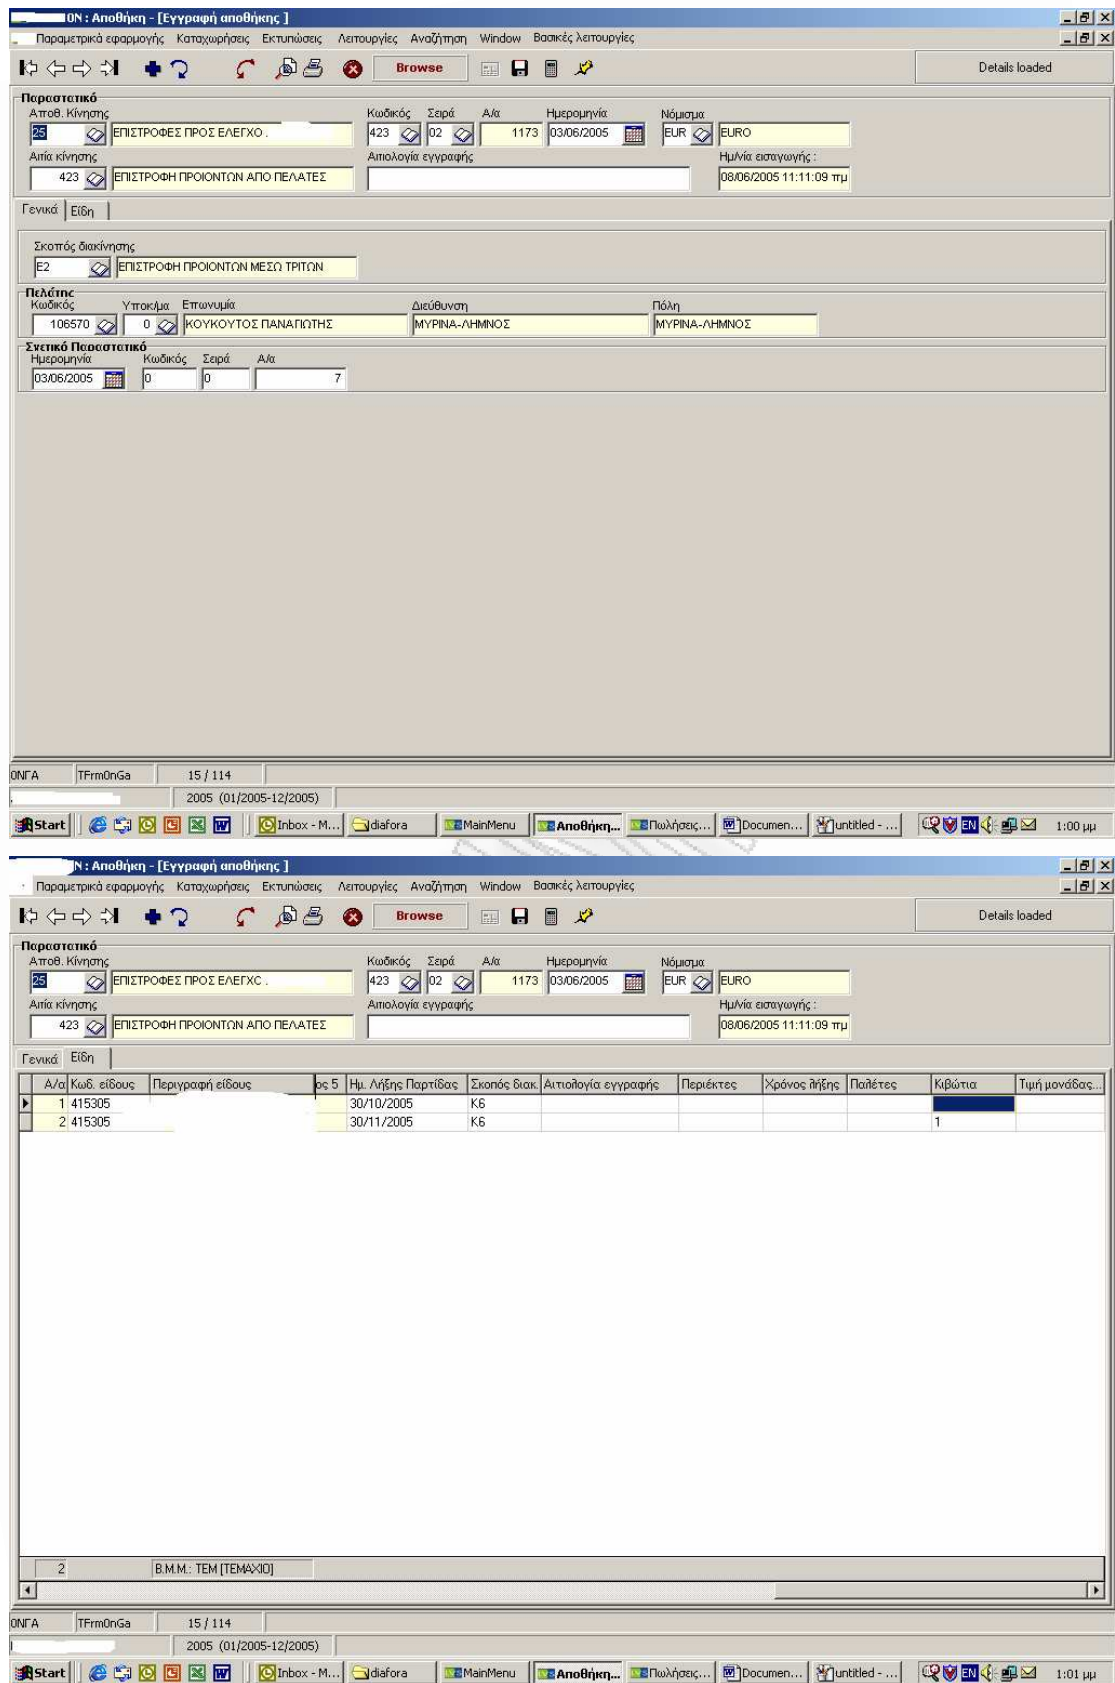 ON : Αποθήκη - [Εγγραφή αποθήκης ]
Παραμετρικά εφαρμογής Καταχωρήσεις Εκτυπώσεις Λειτουργίες Αναζήτηση Window Βασικές λειτουργίες
Browse Details loaded
Παραστατικό
Αποθ. Κίνησης Κωδικός Σειρά Α/α Ημερομηνία Νόμισμα
25 ΕΠΙΣΤΡΟΦΕΣ ΠΡΟΣ ΕΛΕΓΧΟ . 423 02 1173 03/06/2005 EUR EURO
Αιτία κίνησης Αιτιολογία εγγραφής Ημ/νία εισαγωγής :
423 ΕΠΙΣΤΡΟΦΗ ΠΡΟΙΟΝΤΩΝ ΑΠΟ ΠΕΛΑΤΕΣ 08/06/2005 11:11:09 πμ
Γενικά Είδη
Σκοπός διακίνησης
Ε2 ΕΠΙΣΤΡΟΦΗ ΠΡΟΙΟΝΤΩΝ ΜΕΣΩ ΤΡΙΤΩΝ
Πελάτης
Κωδικός Υποκ/μα Επωνυμία Διεύθυνση Πόλη
106570 0 ΚΟΥΚΟΥΤΟΣ ΠΑΝΑΓΙΩΤΗΣ ΜΥΡΙΝΑ-ΛΗΜΝΟΣ ΜΥΡΙΝΑ-ΛΗΜΝΟΣ
Σχετικό Παραστατικό
Ημερομηνία Κωδικός Σειρά Α/α
03/06/2005 0 0 7
0ΝΓΑ TFrm0nGa 15 / 114
2005 (01/2005-12/2005)
Start Inbox - M... diafora MainMenu Αποθήκη... Πωλήσεις... Documen... untitled - ... EN 1:00 μμ
N : Αποθήκη - [Εγγραφή αποθήκης ]
Παραμετρικά εφαρμογής Καταχωρήσεις Εκτυπώσεις Λειτουργίες Αναζήτηση Window Βασικές λειτουργίες
Browse Details loaded
Παραστατικό
Αποθ. Κίνησης Κωδικός Σειρά Α/α Ημερομηνία Νόμισμα
25 ΕΠΙΣΤΡΟΦΕΣ ΠΡΟΣ ΕΛΕΓΧΟ . 423 02 1173 03/06/2005 EUR EURO
Αιτία κίνησης Αιτιολογία εγγραφής Ημ/νία εισαγωγής :
423 ΕΠΙΣΤΡΟΦΗ ΠΡΟΙΟΝΤΩΝ ΑΠΟ ΠΕΛΑΤΕΣ 08/06/2005 11:11:09 πμ
Γενικά Είδη
Α/α Κωδ. είδους Περιγραφή είδους ος 5 Ημ. Λήξης Παρτίδας Σκοπός διακ. Αιτιολογία εγγραφής Περιέκτες Χρόνος λήξης Παλέτες Κιβώτια Τιμή μονάδας...
1 415305 30/10/2005 Κ6
2 415305 30/11/2005 Κ6 1
2 Β.Μ.Μ.: ΤΕΜ [ΤΕΜΑΧΙΟ]
0ΝΓΑ TFrm0nGa 15 / 114
2005 (01/2005-12/2005)
Start Inbox - M... diafora MainMenu Αποθήκη... Πωλήσεις... Documen... untitled - ... EN 1:01 μμ